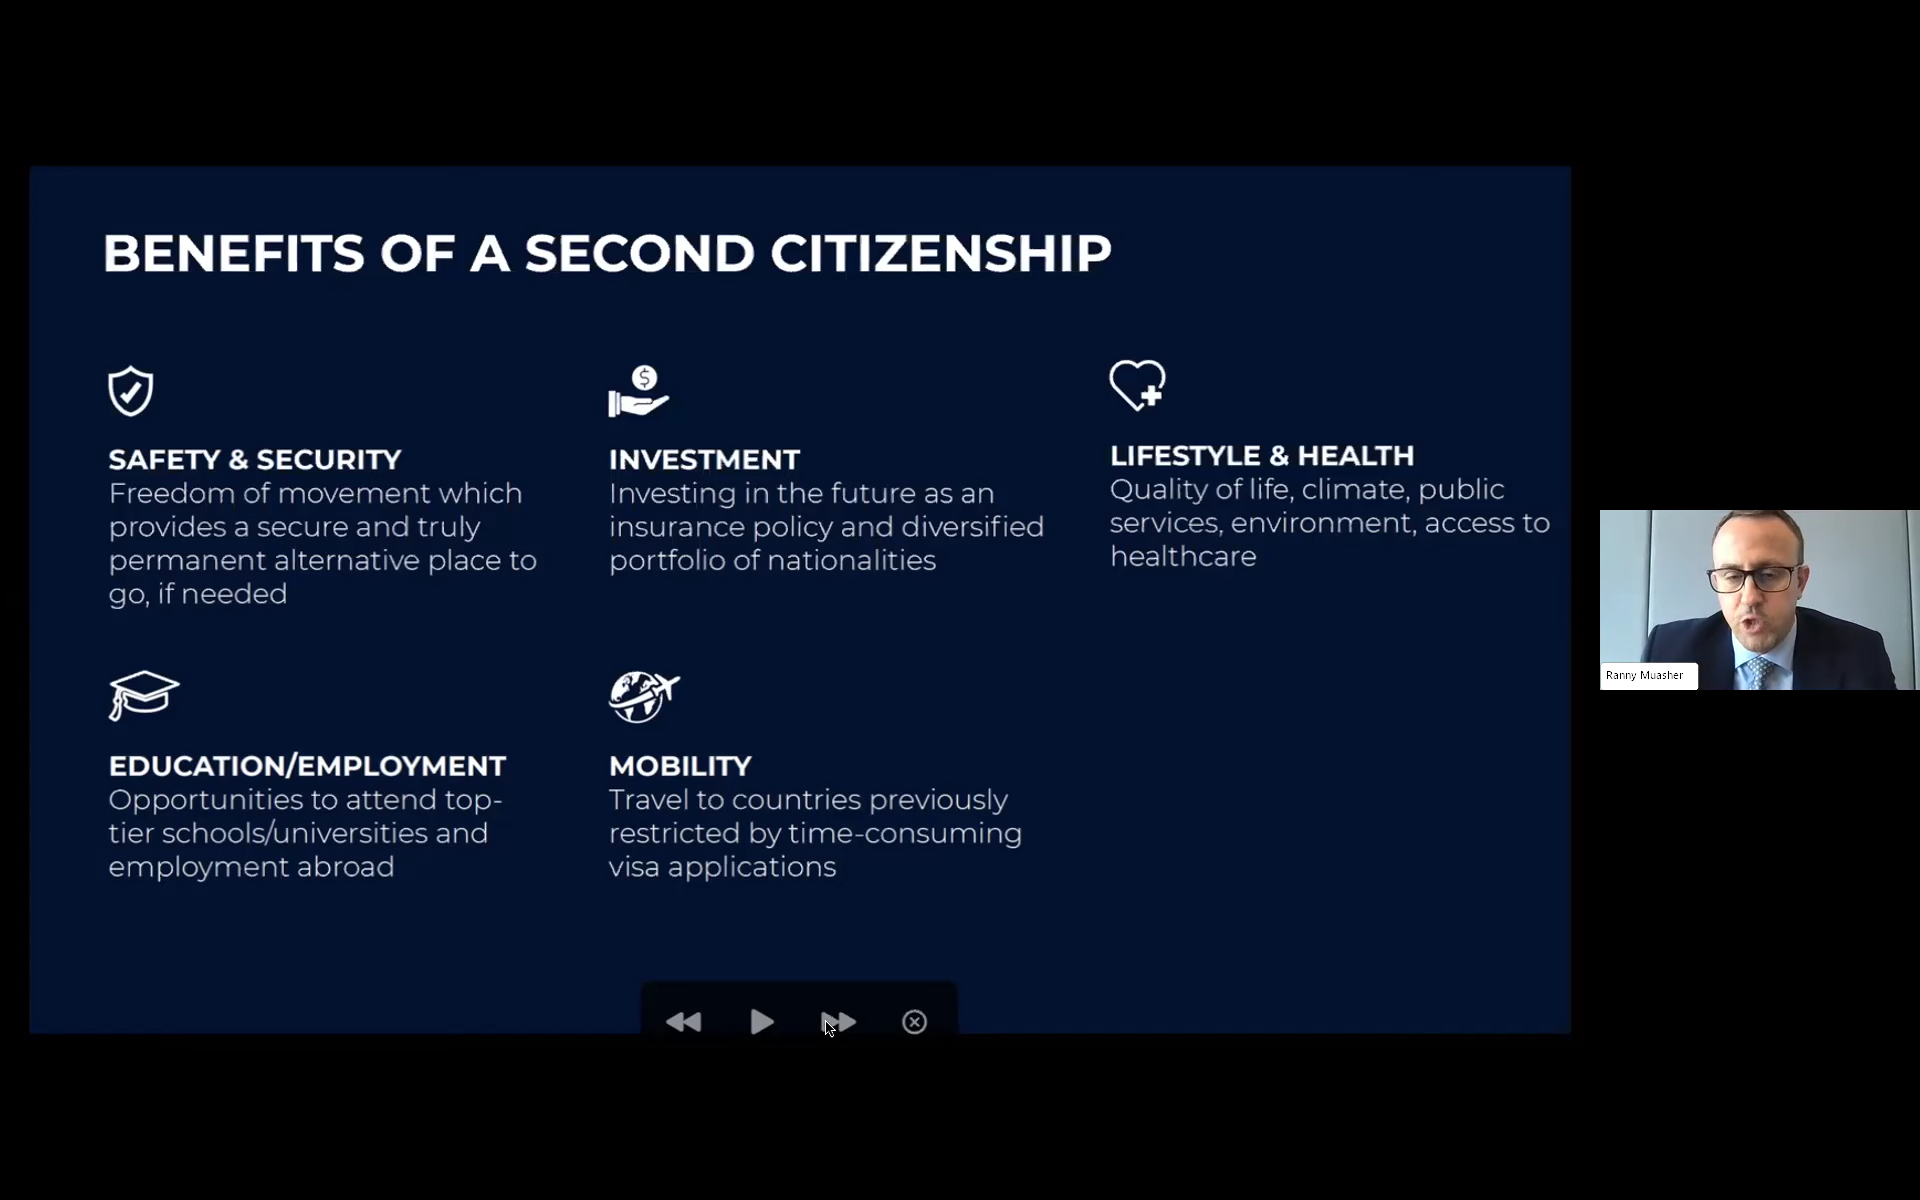 BENEFITS OF A SECOND CITIZENSHIP
SAFETY & SECURITY
Freedom of movement which
provides a secure and truly
permanent alternative place to
go, if needed
$
INVESTMENT
Investing in the future as an
insurance policy and diversified
portfolio of nationalities
LIFESTYLE & HEALTH
Quality of life, climate, public
services, environment, access to
healthcare
EDUCATION/EMPLOYMENT
Opportunities to attend top-
tier schools/universities and
employment abroad
MOBILITY
Travel to countries previously
restricted by time-consuming
visa applications
Ranny Muasher